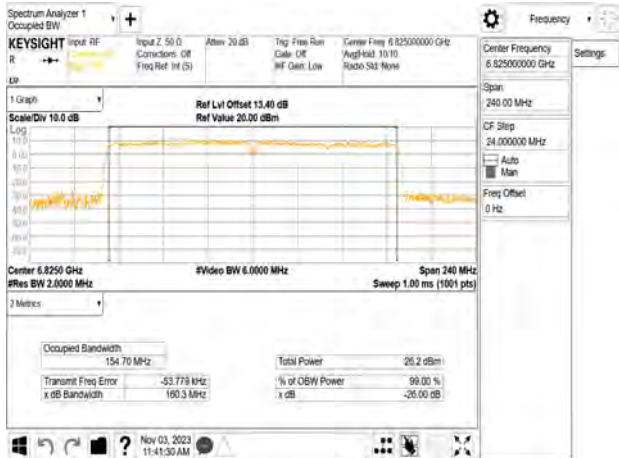 Spectrum Analyzer 1
Occupied BW
+
Frequency
KEYSIGHT
Input: RF
Input Z: 50 Ω
Corrections: Off
Freq Ref: Int (S)
Atten: 20 dB
Trig: Free Run
Gate: Off
#IF Gain: Low
Center Freq: 6.825000000 GHz
Avg|Hold: 10/10
Radio Std: None
R
1 Graph
Scale/Div 10.0 dB
Ref Lvl Offset 13.40 dB
Ref Value 20.00 dBm
Log
10.0
0.00
Center 6.8250 GHz
#Res BW 2.0000 MHz
#Video BW 6.0000 MHz
Span 240 MHz
Sweep 1.00 ms (1001 pts)
2 Metrics
Occupied Bandwidth
154.70 MHz
Total Power
26.2 dBm
Transmit Freq Error
-53.779 kHz
% of OBW Power
99.00 %
x dB Bandwidth
160.3 MHz
x dB
-26.00 dB
Nov 03, 2023
11:41:30 AM
?
Center Frequency
6.825000000 GHz
Settings
Span
240.00 MHz
CF Step
24.000000 MHz
Auto
Man
Freq Offset
0 Hz